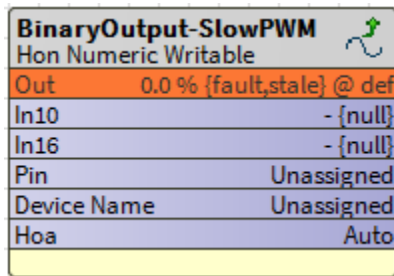 BinaryOutput-SlowPWM
Hon Numeric Writable
Out 0.0 % {fault,stale} @ def
In10 - {null}
In16 - {null}
Pin Unassigned
Device Name Unassigned
Hoa Auto